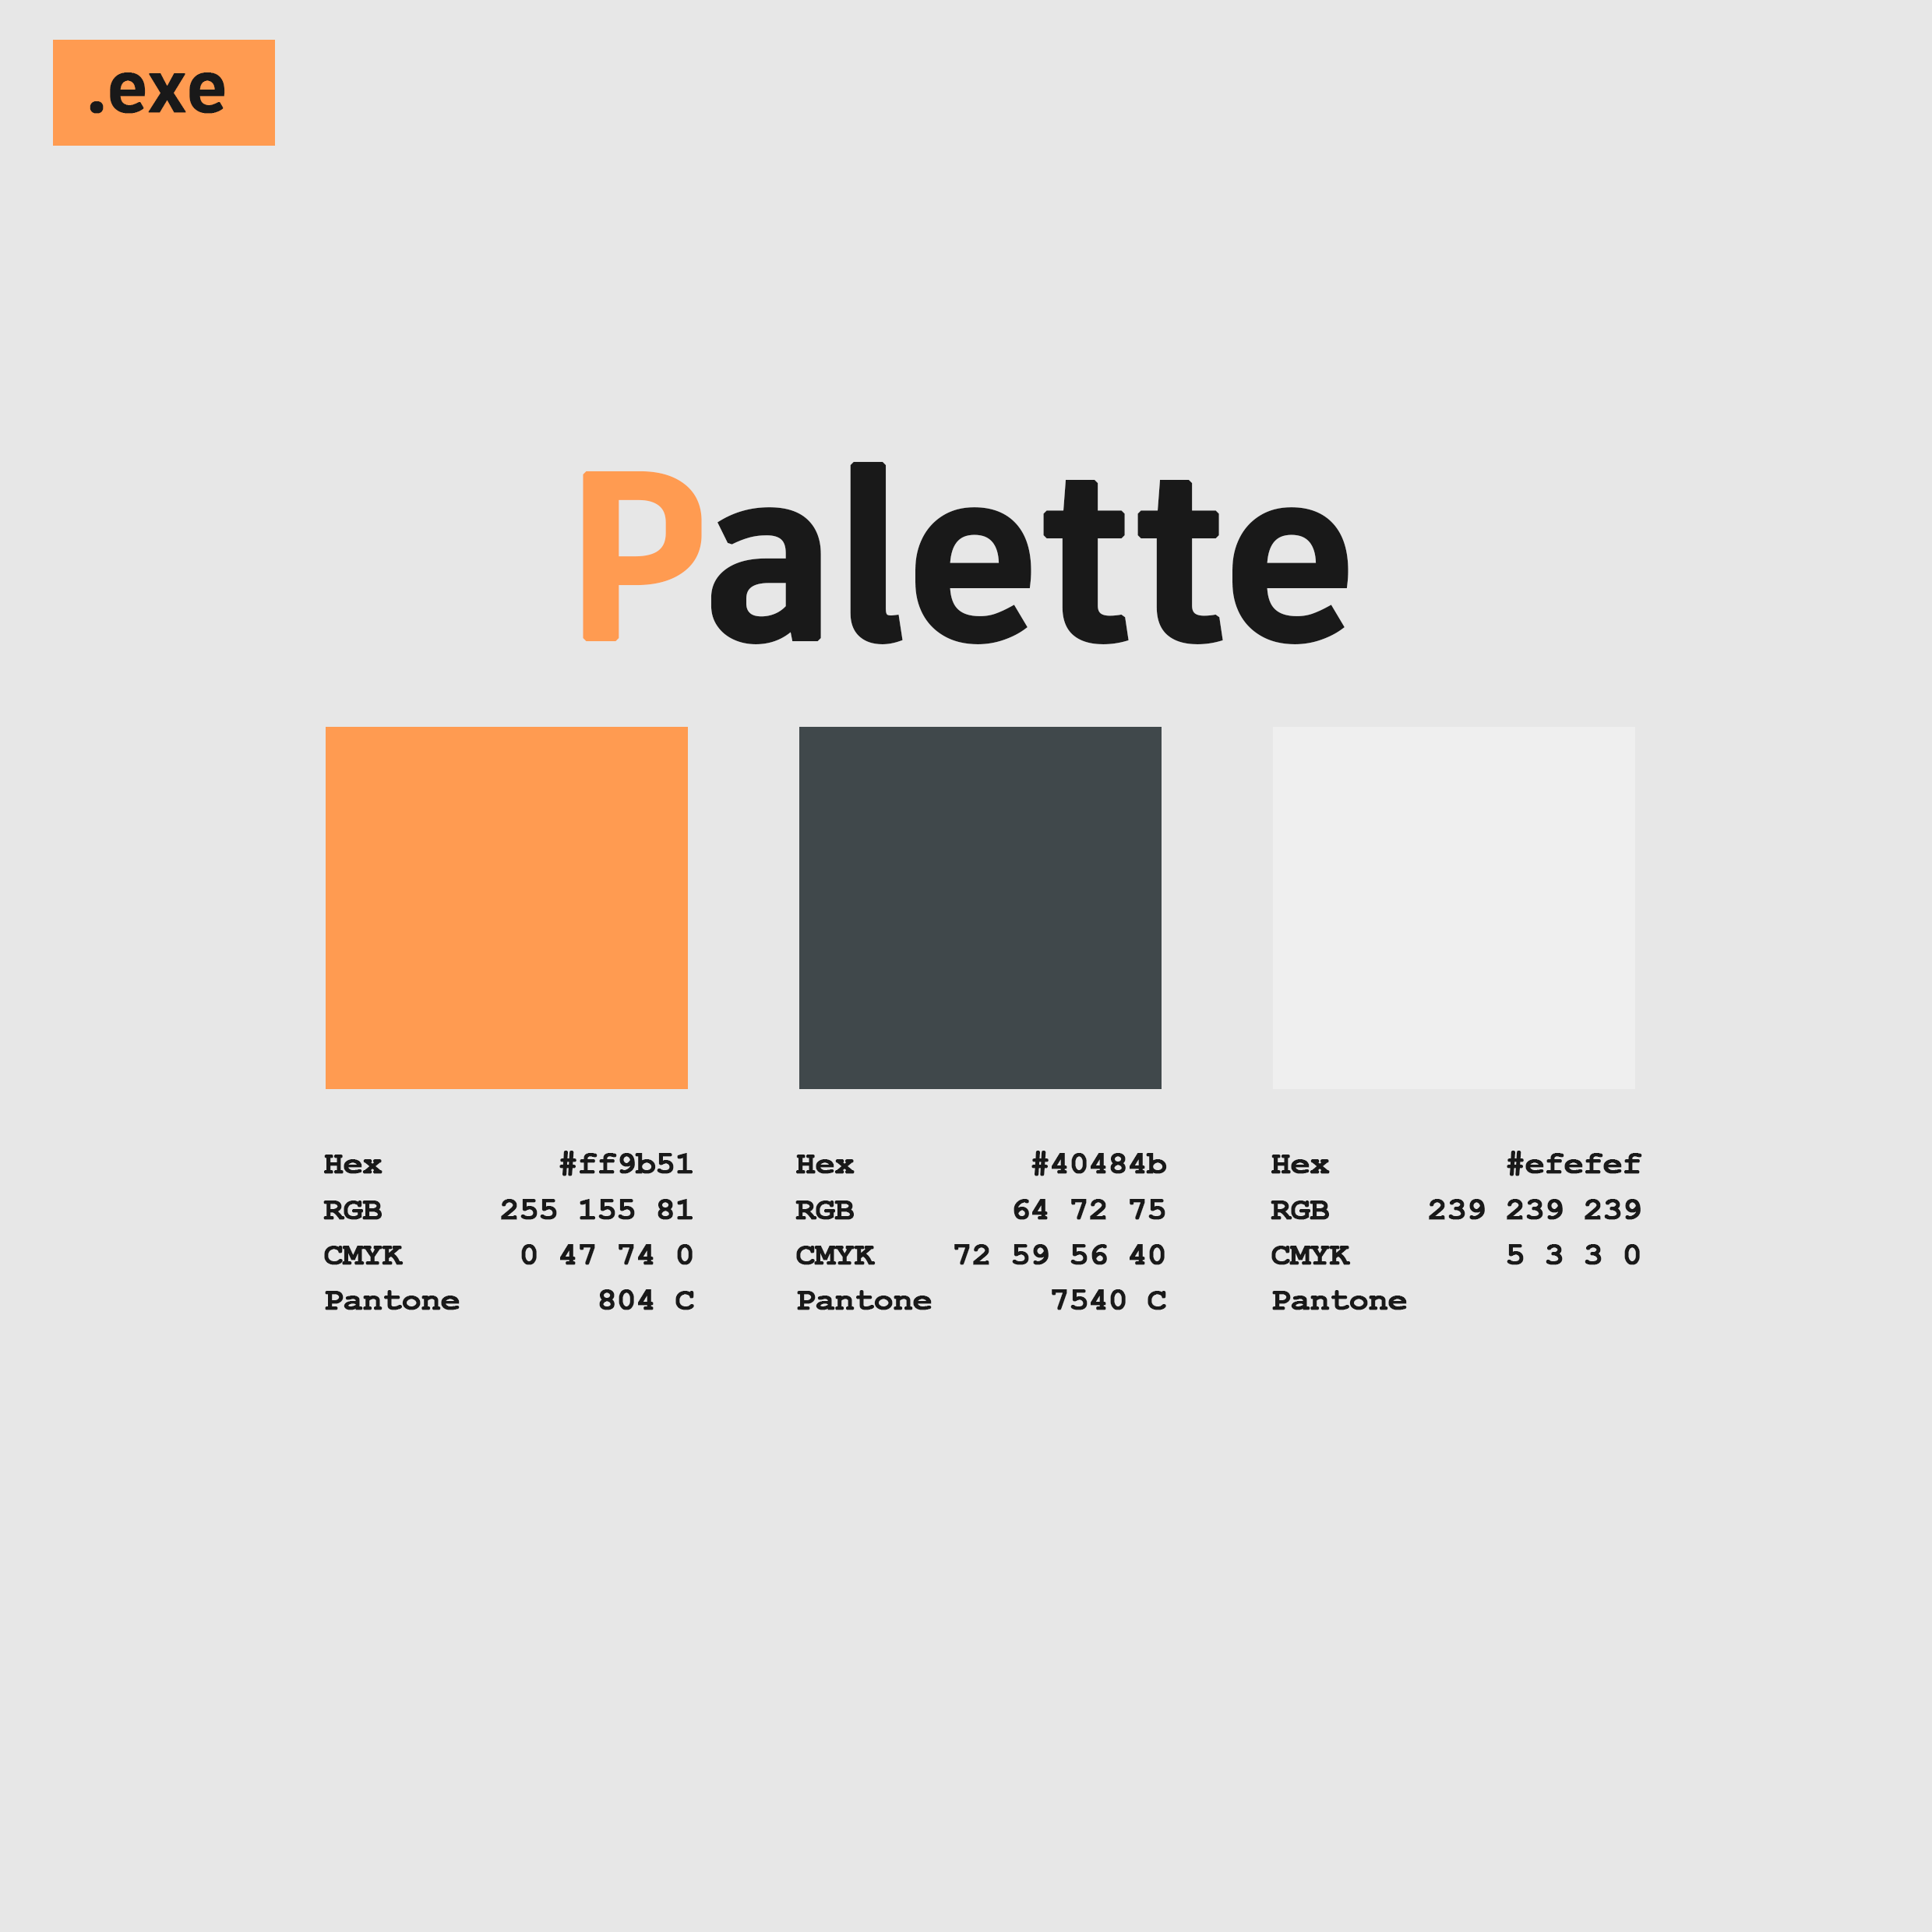 .exe
Palette
Hex #ff9b51
RGB 255 155 81
CMYK 0 47 74 0
Pantone 804 C
Hex #40484b
RGB 64 72 75
CMYK 72 59 56 40
Pantone 7540 C
Hex #efefef
RGB 239 239 239
CMYK 5 3 3 0
Pantone